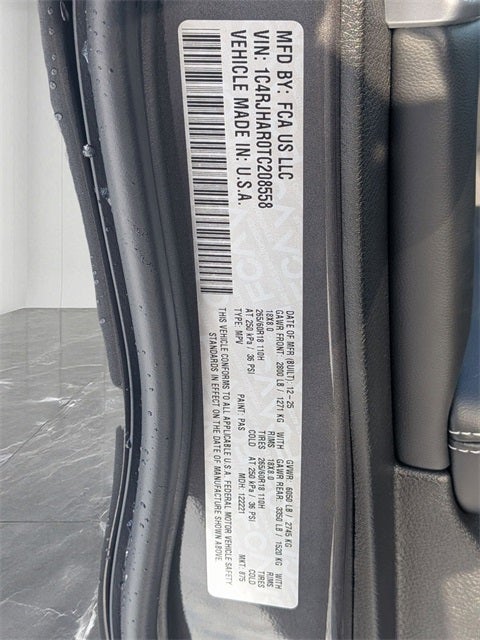 MFD BY: FCA US LLC
VIN: 1C4RJHAR0TC208558
VEHICLE MADE IN: U.S.A.
DATE OF MFR (BUILT): 12-25 GVWR: 6050 LB / 2745 KG
GAWR FRONT: 2800 LB / 1271 KG WITH GAWR REAR: 3350 LB / 1520 KG WITH
18X8.0 RIMS 18X8.0 RIMS
265/60R18 110H TIRES 265/60R18 110H TIRES
AT 250 kPa / 36 PSI COLD AT 250 kPa / 36 PSI COLD
TYPE: MPV PAINT: PAS MDH: 122221 MKT: 875
THIS VEHICLE CONFORMS TO ALL APPLICABLE U.S.A. FEDERAL MOTOR VEHICLE SAFETY
STANDARDS IN EFFECT ON THE DATE OF MANUFACTURE SHOWN ABOVE